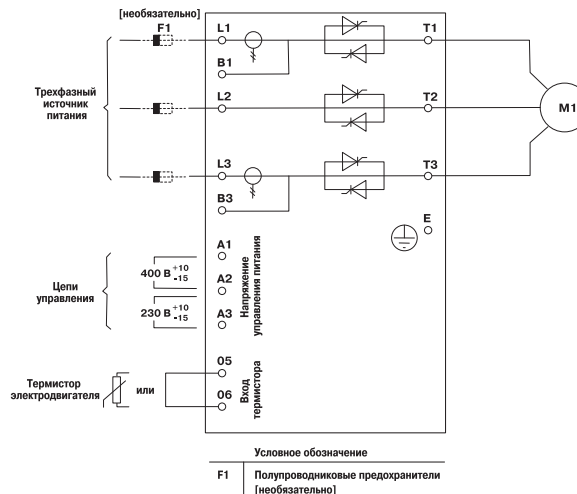 [необязательно]
F1
L1
T1
B1
Трехфазный
источник
питания
L2
T2
M1
L3
T3
B3
E
A1
400 В +10 -15
A2
Цепи
управления
230 В +10 -15
A3
Напряжение
управления питания
05
Термистор
электродвигателя
или
06
Вход
термистора
Условное обозначение
F1 Полупроводниковые предохранители
[необязательно]